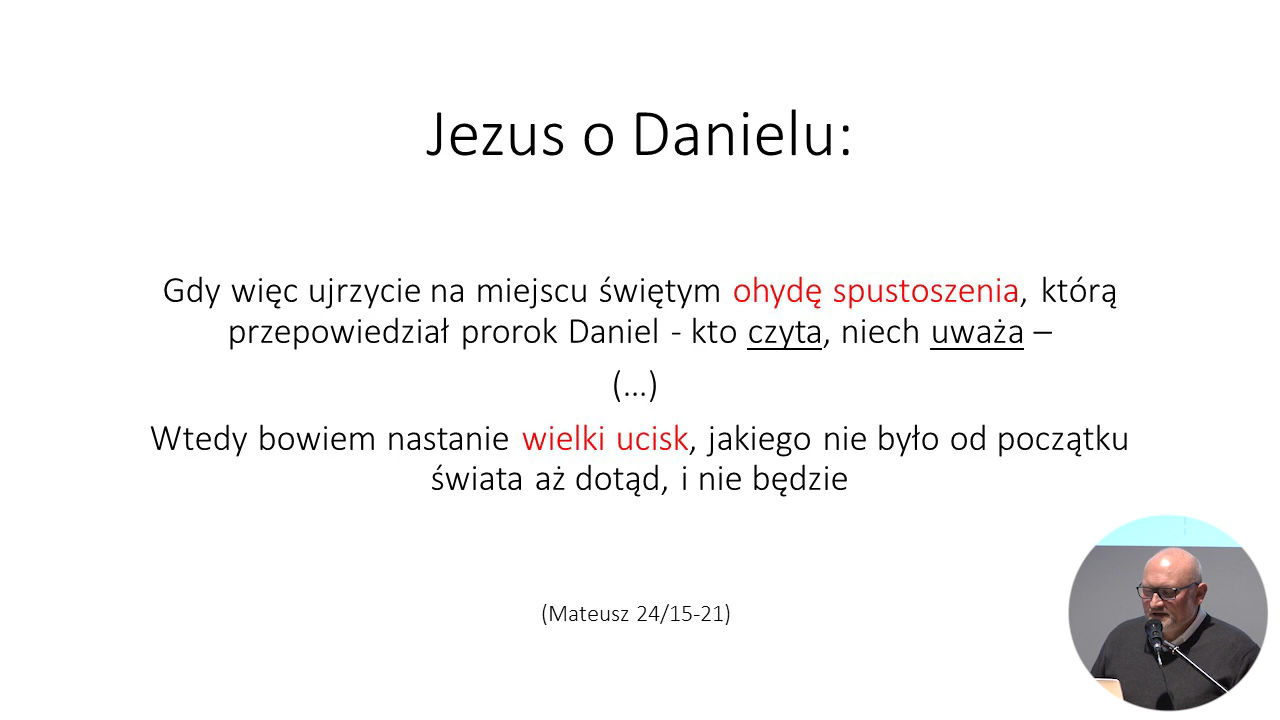 Jezus o Danielu:
Gdy więc ujrzycie na miejscu świętym ohydę spustoszenia, którą
przepowiedział prorok Daniel - kto czyta, niech uważa –
(...)
Wtedy bowiem nastanie wielki ucisk, jakiego nie było od początku
świata aż dotąd, i nie będzie
(Mateusz 24/15-21)